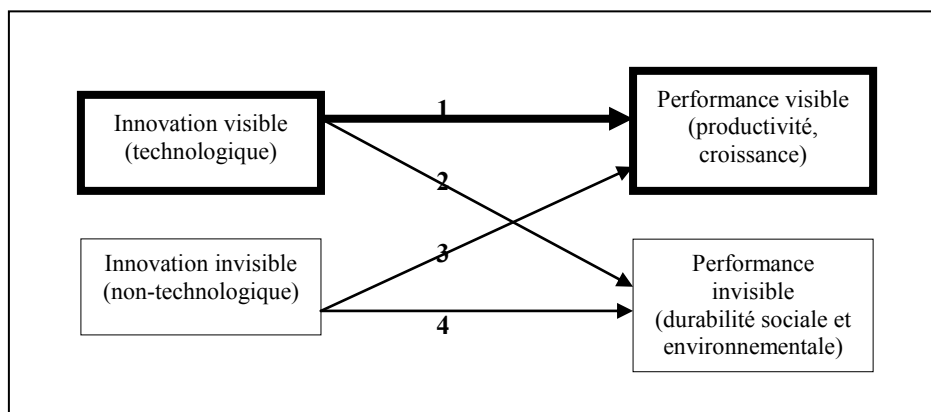 1
Innovation visible
(technologique)
Performance visible
(productivité,
croissance)
2
3
Innovation invisible
(non-technologique)
4
Performance
invisible
(durabilité sociale et
environnementale)